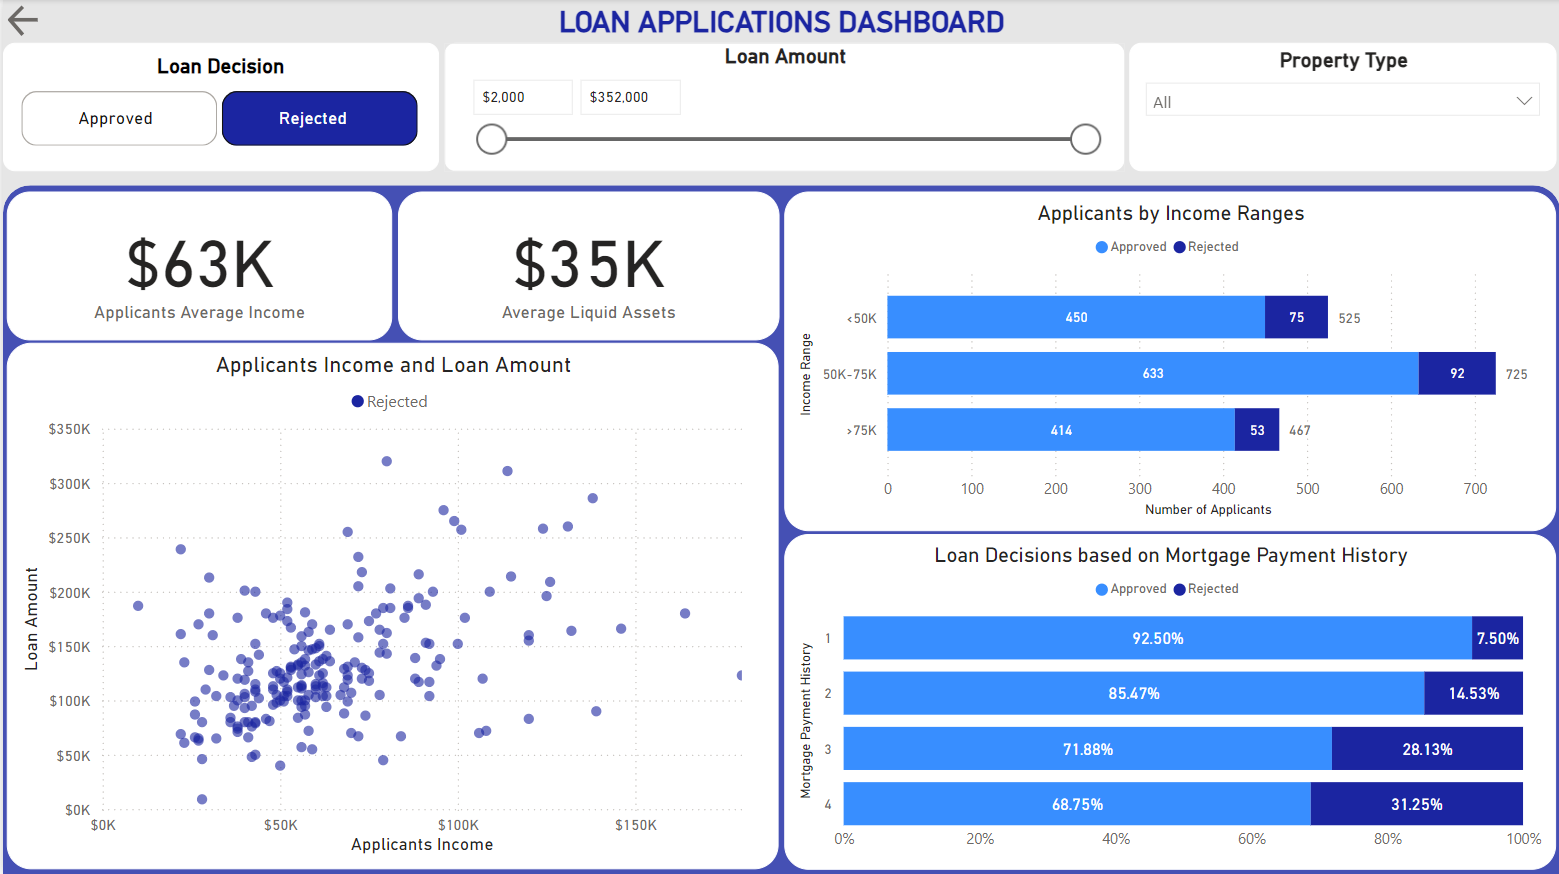 LOAN APPLICATIONS DASHBOARD
Loan Decision
Approved
Rejected
Loan Amount
$2,000
$352,000
Property Type
All
$63K
Applicants Average Income
$35K
Average Liquid Assets
Applicants Income and Loan Amount
Rejected
Loan Amount
$350K
$300K
$250K
$200K
$150K
$100K
$50K
$0K
$0K $50K $100K $150K
Applicants Income
Applicants by Income Ranges
Approved Rejected
Income Range
<50K 450 75 525
50K-75K 633 92 725
>75K 414 53 467
0 100 200 300 400 500 600 700
Number of Applicants
Loan Decisions based on Mortgage Payment History
Approved Rejected
Mortgage Payment History
1 92.50% 7.50%
2 85.47% 14.53%
3 71.88% 28.13%
4 68.75% 31.25%
0% 20% 40% 60% 80% 100%